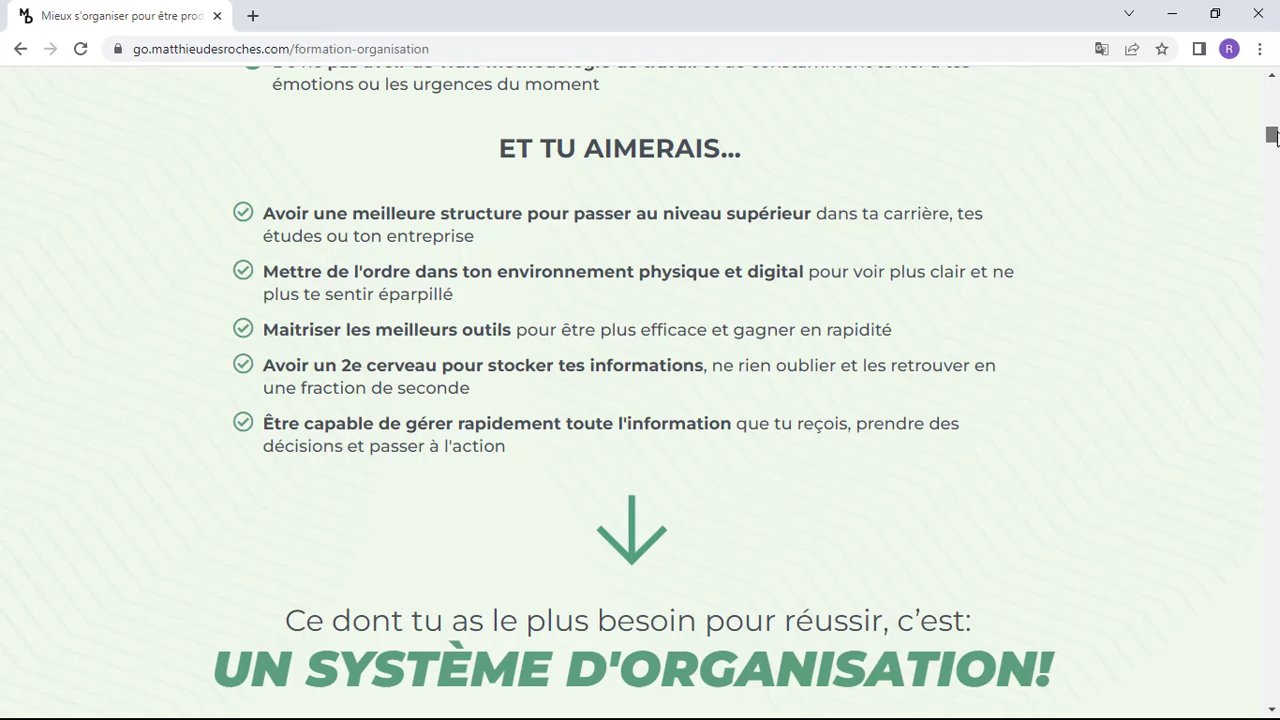 Mieux s'organiser pour être prod
go.matthieudesroches.com/formation-organisation
R
émotions ou les urgences du moment
ET TU AIMERAIS...
Avoir une meilleure structure pour passer au niveau supérieur dans ta carrière, tes
études ou ton entreprise
Mettre de l'ordre dans ton environnement physique et digital pour voir plus clair et ne
plus te sentir éparpillé
Maitriser les meilleurs outils pour être plus efficace et gagner en rapidité
Avoir un 2e cerveau pour stocker tes informations, ne rien oublier et les retrouver en
une fraction de seconde
Être capable de gérer rapidement toute l'information que tu reçois, prendre des
décisions et passer à l'action
Ce dont tu as le plus besoin pour réussir, c’est:
UN SYSTÈME D'ORGANISATION!